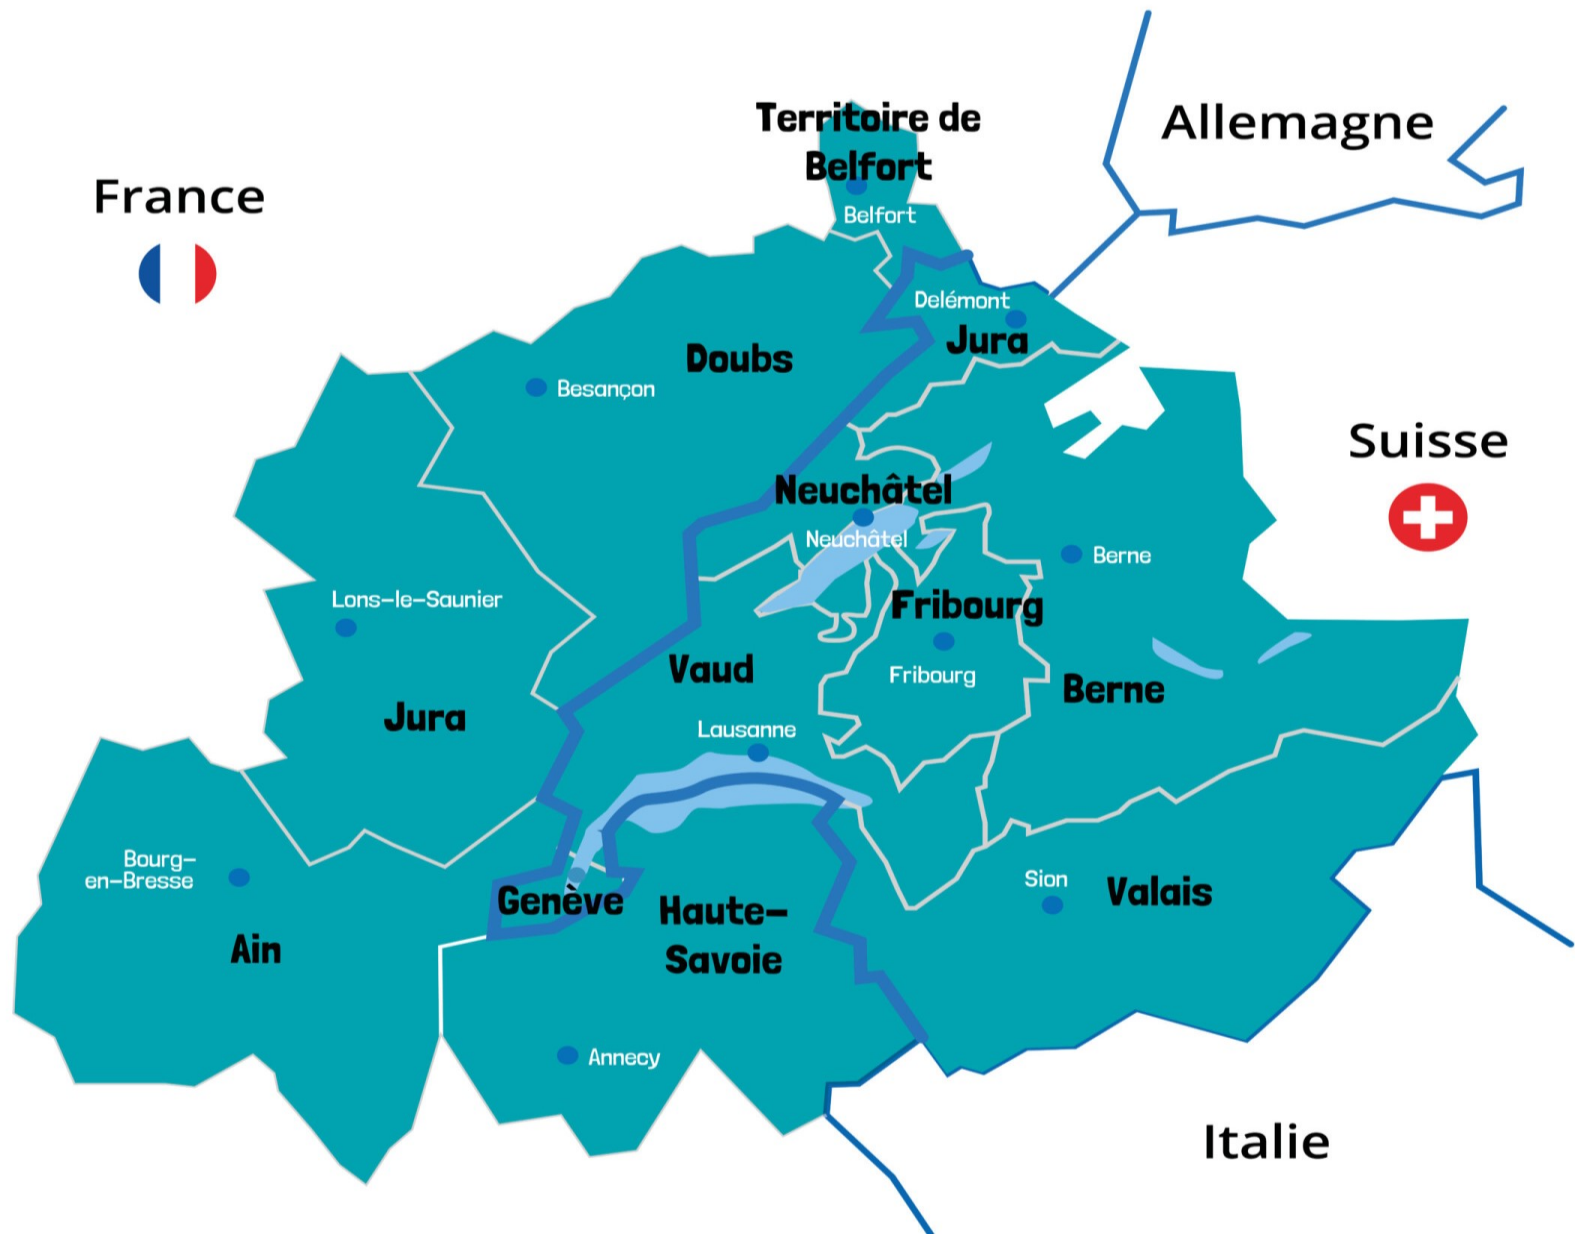 Territoire de
Belfort
Allemagne
France
Belfort
Delémont
Jura
Doubs
Besançon
Suisse
Neuchâtel
Neuchâtel
Berne
Lons-le-Saunier
Fribourg
Vaud
Fribourg
Berne
Jura
Lausanne
Bourg-
en-Bresse
Sion
Valais
Genève
Haute-
Savoie
Ain
Annecy
Italie